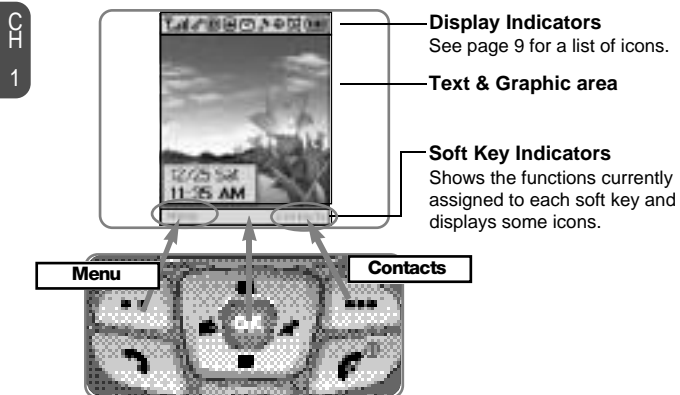 CH
1
Display Indicators
See page 9 for a list of icons.
Text & Graphic area
Soft Key Indicators
Shows the functions currently
assigned to each soft key and
displays some icons.
12/25 Sat
11:35 AM
Menu
Contacts
OK